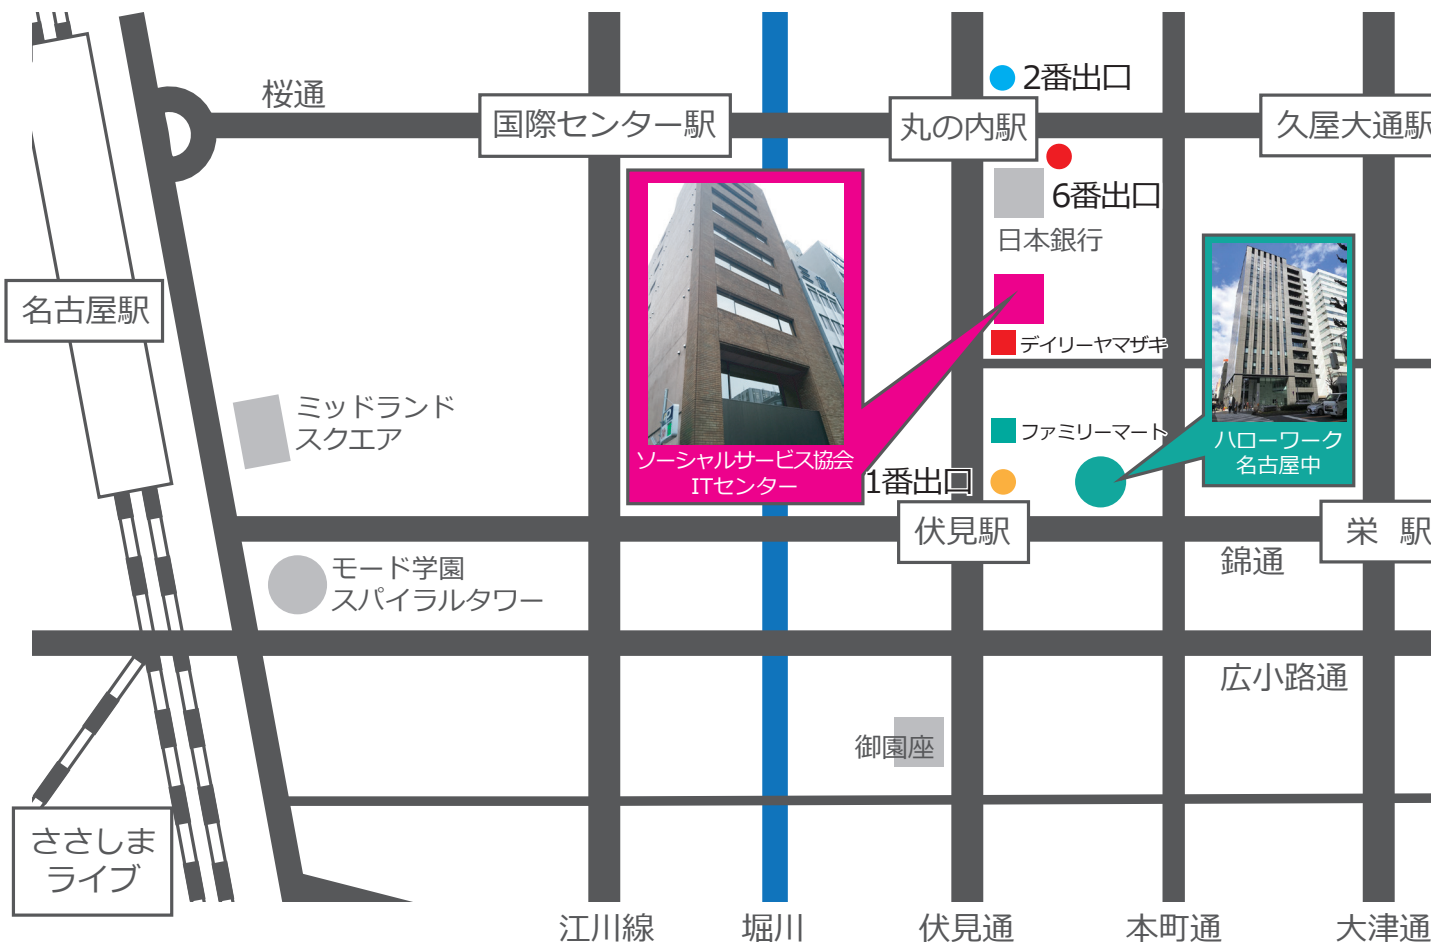 桜通
2番出口
国際センター駅
丸の内駅
久屋大通駅
6番出口
日本銀行
名古屋駅
デイリーヤマザキ
ミッドランド
スクエア
ファミリーマート
ハローワーク
名古屋中
ソーシャルサービス協会
ITセンター
1番出口
伏見駅
栄 駅
錦通
モード学園
スパイラルタワー
広小路通
御園座
ささしま
ライブ
江川線
堀川
伏見通
本町通
大津通